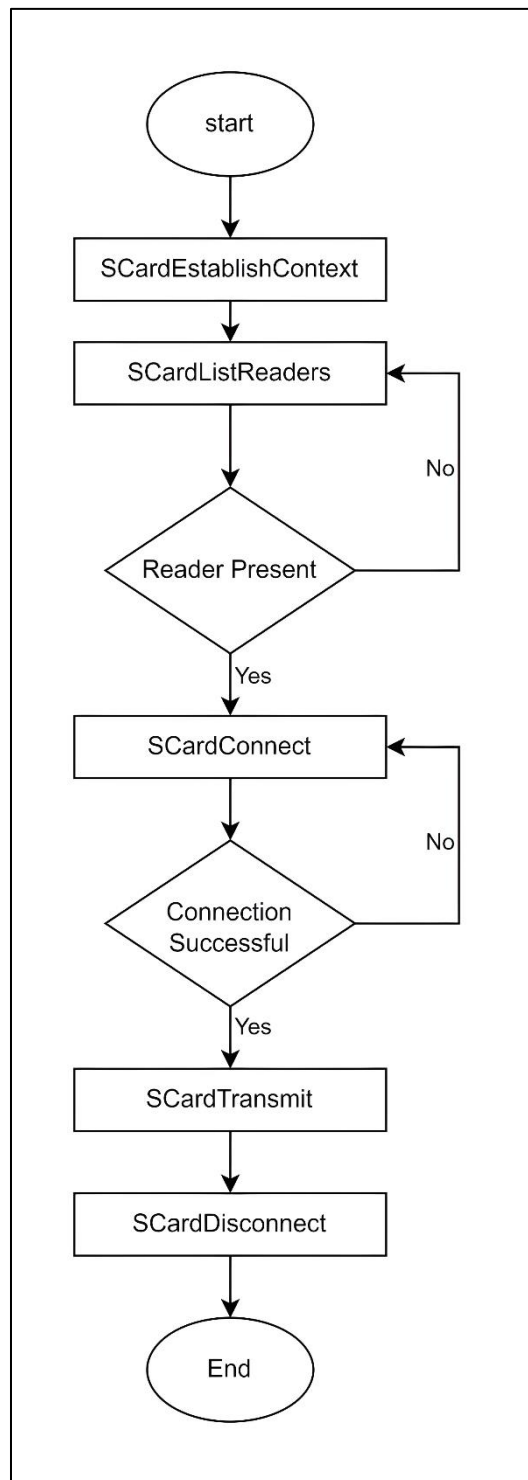 start
SCardEstablishContext
SCardListReaders
No
Reader Present
Yes
SCardConnect
No
Connection
Successful
Yes
SCardTransmit
SCardDisconnect
End